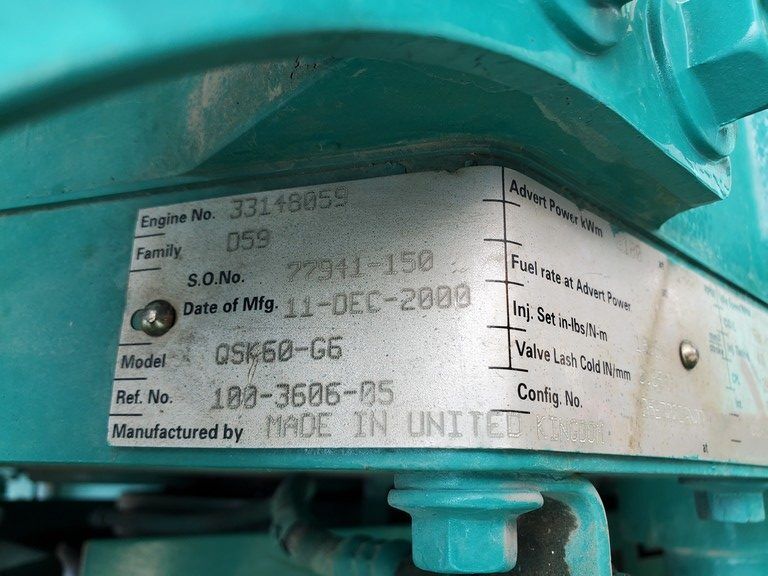 Engine No. 33148059
Family D59
S.O.No. 77941-150
Date of Mfg. 11-DEC-2000
Model QSK60-G6
Ref. No. 100-3606-05
Manufactured by MADE IN UNITED KINGDOM
Advert Power kWm
Fuel rate at Advert Power
Inj. Set in-lbs/N-m
Valve Lash Cold IN/mm
Config. No.
at